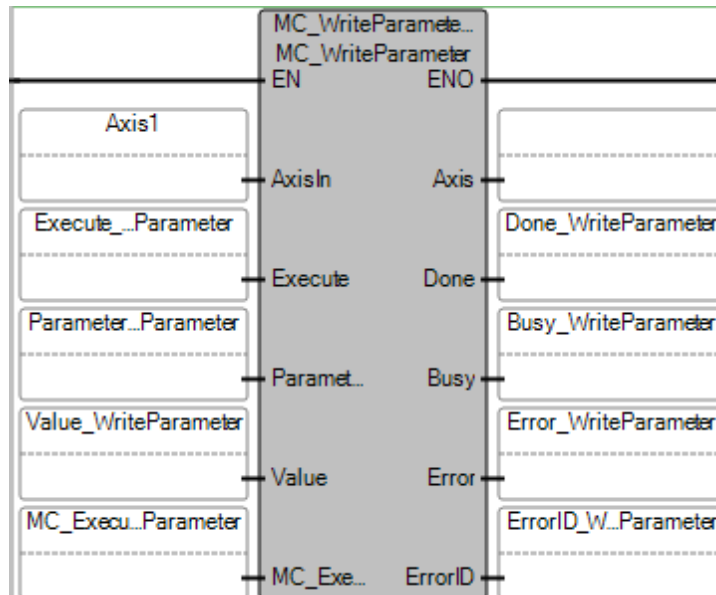 MC_WriteParamete...
MC_WriteParameter
EN ENO
Axis1
AxisIn Axis
Execute_...Parameter Done_WriteParameter
Execute Done
Parameter...Parameter Busy_WriteParameter
Paramet... Busy
Value_WriteParameter Error_WriteParameter
Value Error
MC_Execu...Parameter ErrorID_W...Parameter
MC_Exe... ErrorID